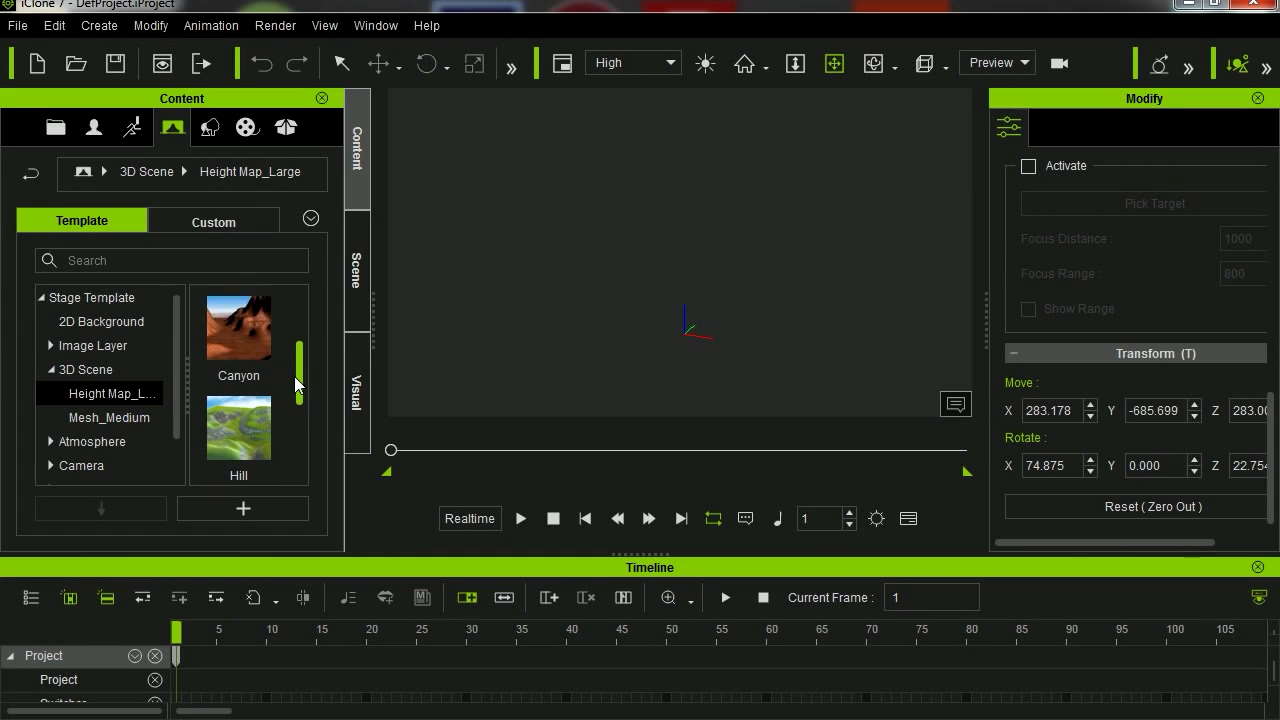 iClone 7 - DefProject.iProject
File Edit Create Modify Animation Render View Window Help
High
Preview
Content
Modify
3D Scene Height Map_Large
Template Custom
Search
Stage Template
2D Background
Image Layer
3D Scene
Height Map_L...
Mesh_Medium
Atmosphere
Camera
Canyon
Hill
Content
Scene
Visual
Activate
Pick Target
Focus Distance : 1000
Focus Range : 800
Show Range
Transform (T)
Move :
X 283.178 Y -685.699 Z 283.00
Rotate :
X 74.875 Y 0.000 Z 22.754
Reset ( Zero Out )
Realtime 1
Timeline
Current Frame : 1
5 10 15 20 25 30 35 40 45 50 55 60 65 70 75 80 85 90 95 100 105
Project
Project